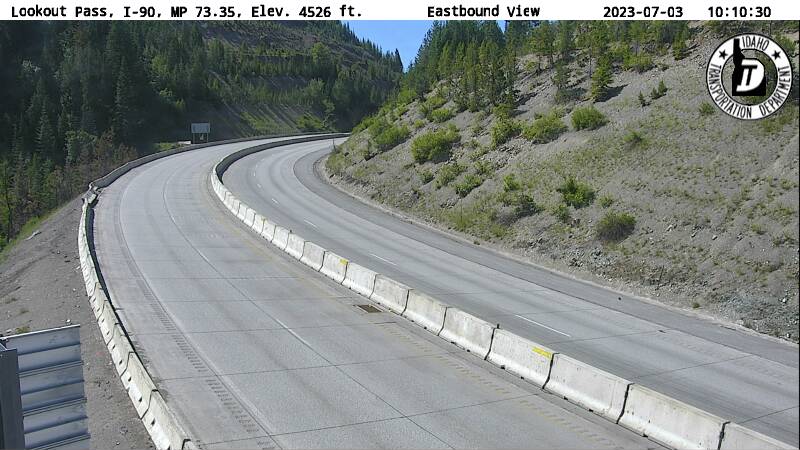 Lookout Pass, I-90, MP 73.35, Elev. 4526 ft. Eastbound View 2023-07-03 10:10:30
IDAHO
TRANSPORTATION DEPARTMENT